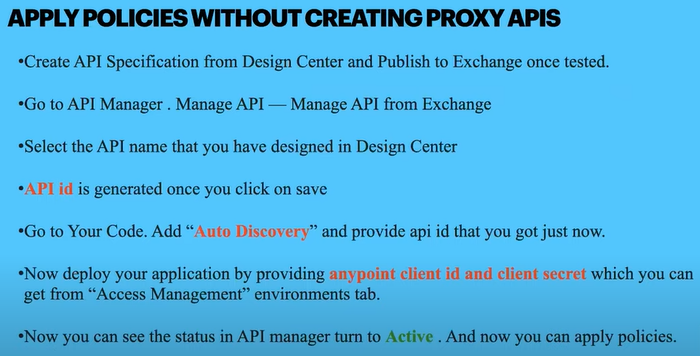 APPLY POLICIES WITHOUT CREATING PROXY APIS
•Create API Specification from Design Center and Publish to Exchange once tested.
•Go to API Manager . Manage API — Manage API from Exchange
•Select the API name that you have designed in Design Center
•API id is generated once you click on save
•Go to Your Code. Add “Auto Discovery” and provide api id that you got just now.
•Now deploy your application by providing anypoint client id and client secret which you can
get from “Access Management” environments tab.
•Now you can see the status in API manager turn to Active . And now you can apply policies.